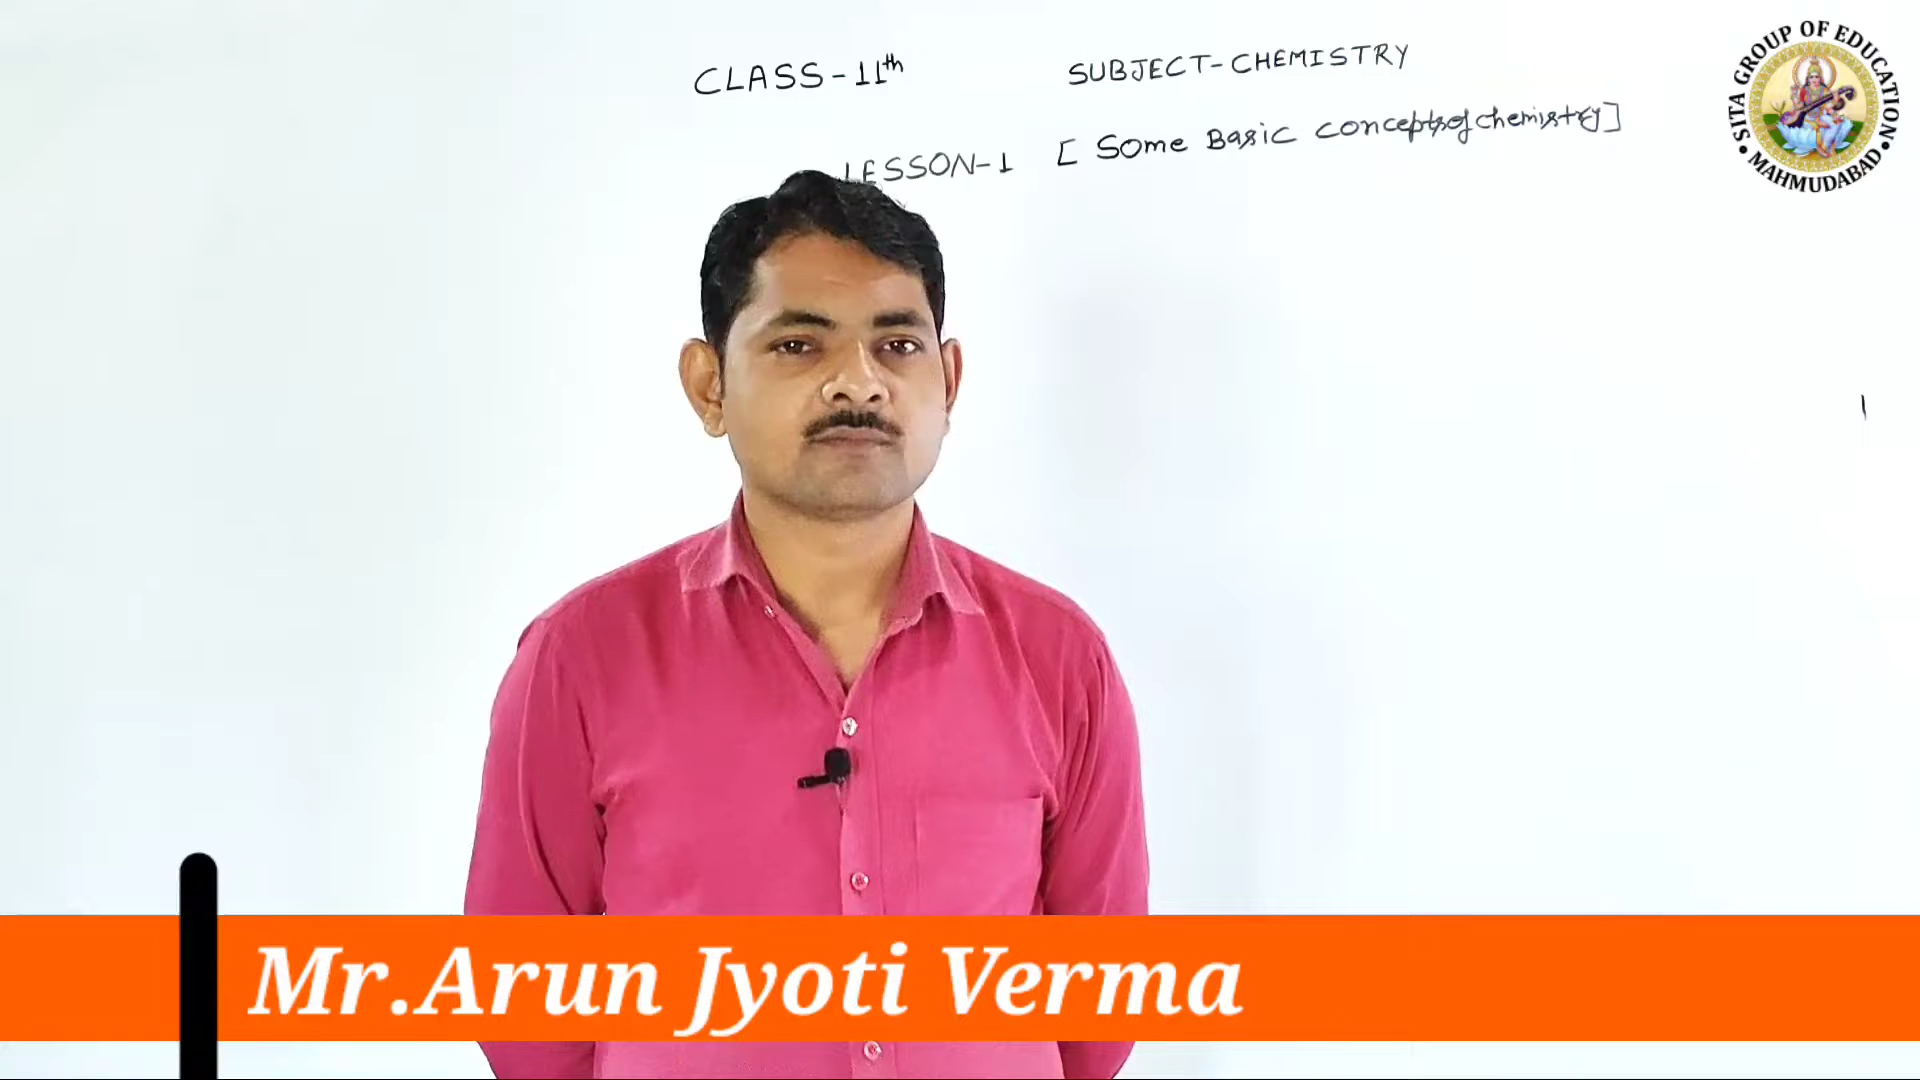 CLASS-11th
SUBJECT-CHEMISTRY
LESSON-1 [Some Basic concepts of chemistry]
SITA GROUP OF EDUCATION
MAHMUDABAD
Mr.Arun Jyoti Verma